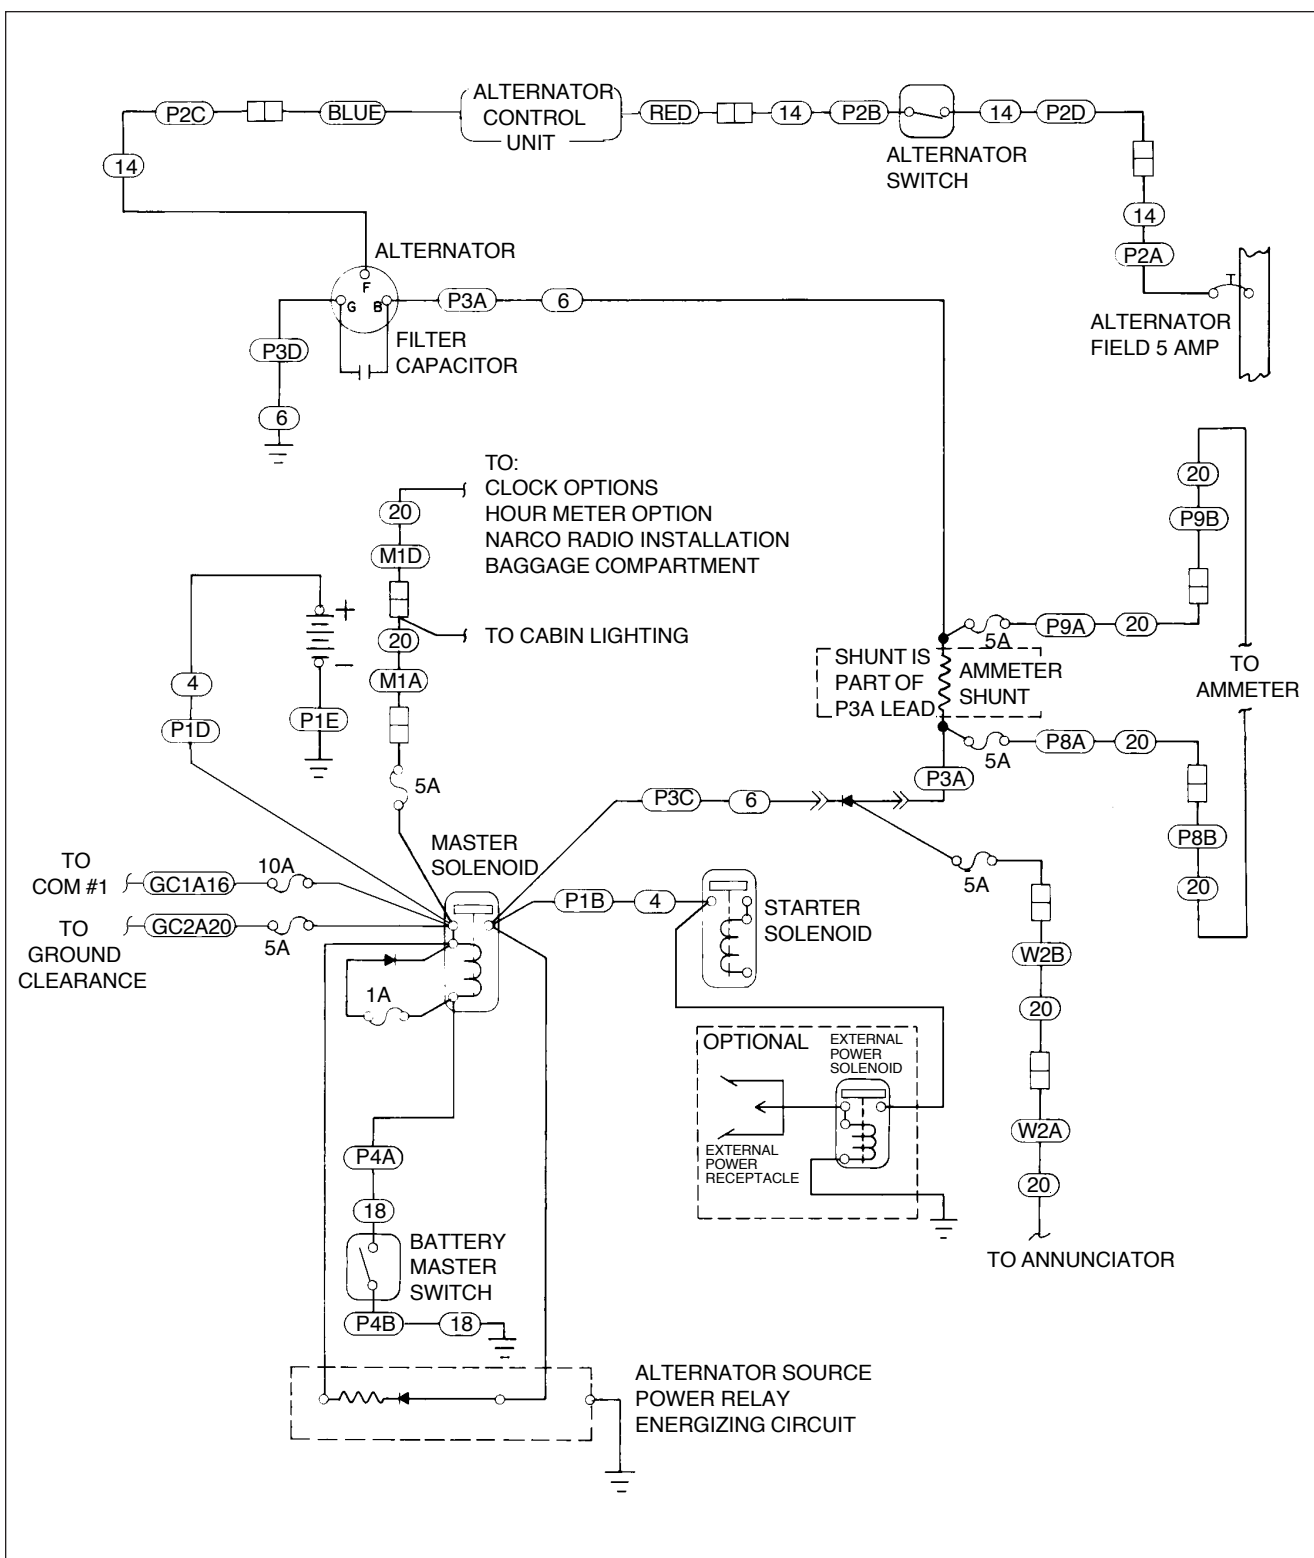 P2C
BLUE
ALTERNATOR
CONTROL
UNIT
RED
14
P2B
14
P2D
ALTERNATOR
SWITCH
14
14
P2A
ALTERNATOR
FIELD 5 AMP
ALTERNATOR
F
G
B
P3A
6
FILTER
CAPACITOR
P3D
6
TO:
CLOCK OPTIONS
HOUR METER OPTION
NARCO RADIO INSTALLATION
BAGGAGE COMPARTMENT
20
M1D
TO CABIN LIGHTING
20
M1A
5A
+
–
4
P1D
P1E
20
P9B
5A
P9A
20
SHUNT IS
PART OF
P3A LEAD
AMMETER
SHUNT
TO
AMMETER
5A
P8A
20
P3A
P8B
20
P3C
6
5A
MASTER
SOLENOID
TO
COM #1
GC1A16
10A
TO
GROUND
CLEARANCE
GC2A20
5A
1A
P1B
4
STARTER
SOLENOID
W2B
20
W2A
20
TO ANNUNCIATOR
OPTIONAL
EXTERNAL
POWER
SOLENOID
EXTERNAL
POWER
RECEPTACLE
P4A
18
BATTERY
MASTER
SWITCH
P4B
18
ALTERNATOR SOURCE
POWER RELAY
ENERGIZING CIRCUIT